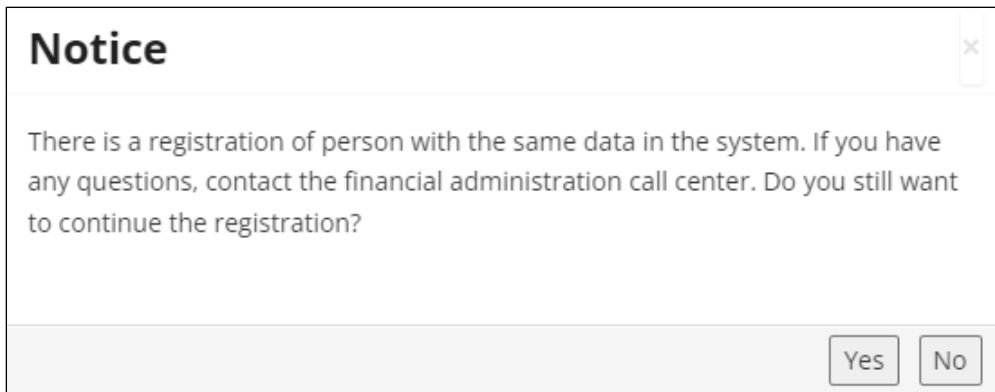 Notice
×
There is a registration of person with the same data in the system. If you have
any questions, contact the financial administration call center. Do you still want
to continue the registration?
Yes No